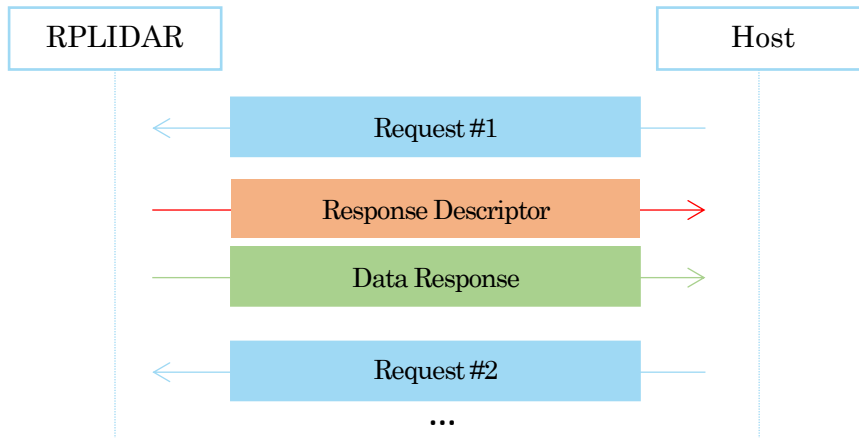 RPLIDAR
Host
Request #1
Response Descriptor
Data Response
Request #2
...